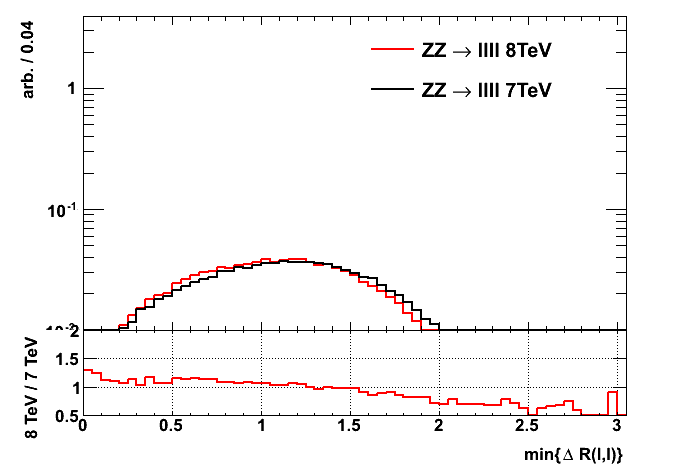 arb. / 0.04
ZZ → llll 8TeV
ZZ → llll 7TeV
1
10⁻¹
2
1.5
1
0.5
8 TeV / 7 TeV
0 0.5 1 1.5 2 2.5 3
min{Δ R(l,l)}